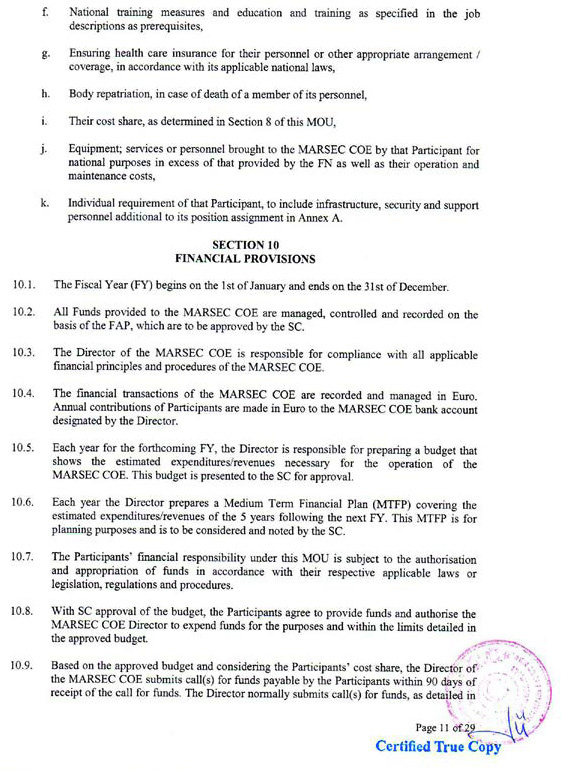 f. National training measures and education and training as specified in the job
descriptions as prerequisites,
g. Ensuring health care insurance for their personnel or other appropriate arrangement /
coverage, in accordance with its applicable national laws,
h. Body repatriation, in case of death of a member of its personnel,
i. Their cost share, as determined in Section 8 of this MOU,
j. Equipment; services or personnel brought to the MARSEC COE by that Participant for
national purposes in excess of that provided by the FN as well as their operation and
maintenance costs,
k. Individual requirement of that Participant, to include infrastructure, security and support
personnel additional to its position assignment in Annex A.
SECTION 10
FINANCIAL PROVISIONS
10.1. The Fiscal Year (FY) begins on the 1st of January and ends on the 31st of December.
10.2. All Funds provided to the MARSEC COE are managed, controlled and recorded on the
basis of the FAP, which are to be approved by the SC.
10.3. The Director of the MARSEC COE is responsible for compliance with all applicable
financial principles and procedures of the MARSEC COE.
10.4. The financial transactions of the MARSEC COE are recorded and managed in Euro.
Annual contributions of Participants are made in Euro to the MARSEC COE bank account
designated by the Director.
10.5. Each year for the forthcoming FY, the Director is responsible for preparing a budget that
shows the estimated expenditures/revenues necessary for the operation of the
MARSEC COE. This budget is presented to the SC for approval.
10.6. Each year the Director prepares a Medium Term Financial Plan (MTFP) covering the
estimated expenditures/revenues of the 5 years following the next FY. This MTFP is for
planning purposes and is to be considered and noted by the SC.
10.7. The Participants' financial responsibility under this MOU is subject to the authorisation
and appropriation of funds in accordance with their respective applicable laws or
legislation, regulations and procedures.
10.8. With SC approval of the budget, the Participants agree to provide funds and authorise the
MARSEC COE Director to expend funds for the purposes and within the limits detailed in
the approved budget.
10.9. Based on the approved budget and considering the Participants' cost share, the Director of
the MARSEC COE submits call(s) for funds payable by the Participants within 90 days of
receipt of the call for funds. The Director normally submits call(s) for funds, as detailed in
Page 11 of 29
Certified True Copy